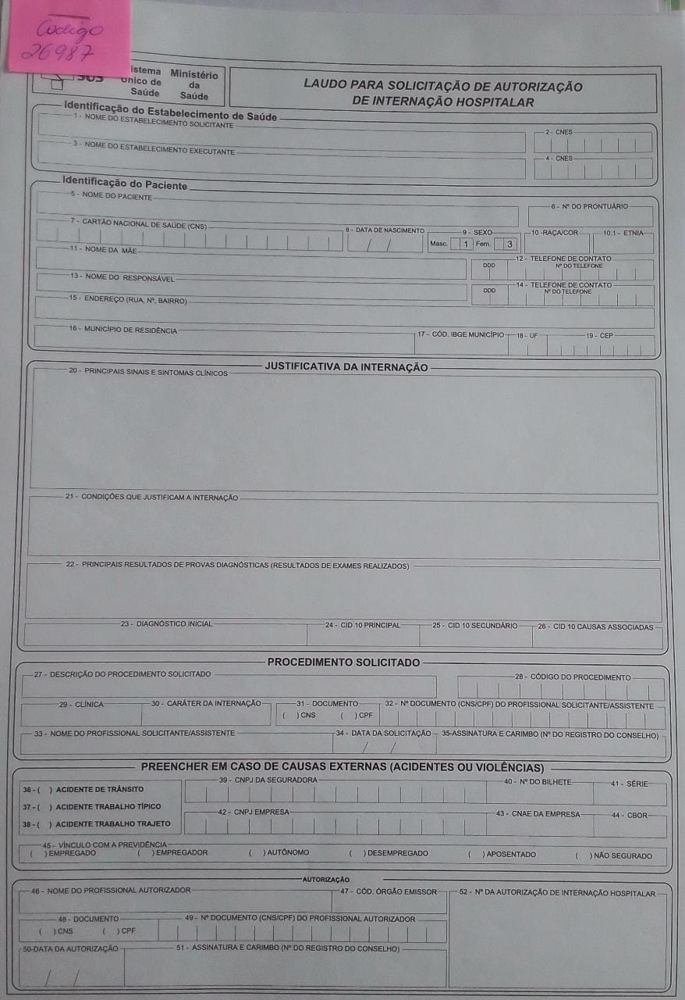 Codigo
26987
SUS
istema
Único de
Saúde
Ministério
da
Saúde
LAUDO PARA SOLICITAÇÃO DE AUTORIZAÇÃO
DE INTERNAÇÃO HOSPITALAR
Identificação do Estabelecimento de Saúde
1 - NOME DO ESTABELECIMENTO SOLICITANTE
2 - CNES
3 - NOME DO ESTABELECIMENTO EXECUTANTE
4 - CNES
Identificação do Paciente
5 - NOME DO PACIENTE
6 - Nº DO PRONTUÁRIO
7 - CARTÃO NACIONAL DE SAÚDE (CNS)
8 - DATA DE NASCIMENTO
/ /
9 - SEXO
Masc. 1 Fem. 3
10 -RAÇA/COR
10.1 - ETNIA
11 - NOME DA MÃE
12 - TELEFONE DE CONTATO
DDD Nº DO TELEFONE
13 - NOME DO RESPONSÁVEL
14 - TELEFONE DE CONTATO
DDD Nº DO TELEFONE
15 - ENDEREÇO (RUA, Nº, BAIRRO)
16 - MUNICÍPIO DE RESIDÊNCIA
17 - CÓD. IBGE MUNICÍPIO
18 - UF
19 - CEP
JUSTIFICATIVA DA INTERNAÇÃO
20 - PRINCIPAIS SINAIS E SINTOMAS CLÍNICOS
21 - CONDIÇÕES QUE JUSTIFICAM A INTERNAÇÃO
22 - PRINCIPAIS RESULTADOS DE PROVAS DIAGNÓSTICAS (RESULTADOS DE EXAMES REALIZADOS)
23 - DIAGNÓSTICO INICIAL
24 - CID 10 PRINCIPAL
25 - CID 10 SECUNDÁRIO
26 - CID 10 CAUSAS ASSOCIADAS
PROCEDIMENTO SOLICITADO
27 - DESCRIÇÃO DO PROCEDIMENTO SOLICITADO
28 - CÓDIGO DO PROCEDIMENTO
29 - CLÍNICA
30 - CARÁTER DA INTERNAÇÃO
31 - DOCUMENTO
( ) CNS ( ) CPF
32 - Nº DOCUMENTO (CNS/CPF) DO PROFISSIONAL SOLICITANTE/ASSISTENTE
33 - NOME DO PROFISSIONAL SOLICITANTE/ASSISTENTE
34 - DATA DA SOLICITAÇÃO
/ /
35-ASSINATURA E CARIMBO (Nº DO REGISTRO DO CONSELHO)
PREENCHER EM CASO DE CAUSAS EXTERNAS (ACIDENTES OU VIOLÊNCIAS)
36 - ( ) ACIDENTE DE TRÂNSITO
37 - ( ) ACIDENTE TRABALHO TÍPICO
38 - ( ) ACIDENTE TRABALHO TRAJETO
39 - CNPJ DA SEGURADORA
40 - Nº DO BILHETE
41 - SÉRIE
42 - CNPJ EMPRESA
43 - CNAE DA EMPRESA
44 - CBOR
45 - VÍNCULO COM A PREVIDÊNCIA
( ) EMPREGADO ( ) EMPREGADOR ( ) AUTÔNOMO ( ) DESEMPREGADO ( ) APOSENTADO ( ) NÃO SEGURADO
AUTORIZAÇÃO
46 - NOME DO PROFISSIONAL AUTORIZADOR
47 - CÓD. ÓRGÃO EMISSOR
52 - Nº DA AUTORIZAÇÃO DE INTERNAÇÃO HOSPITALAR
48 - DOCUMENTO
( ) CNS ( ) CPF
49 - Nº DOCUMENTO (CNS/CPF) DO PROFISSIONAL AUTORIZADOR
50-DATA DA AUTORIZAÇÃO
/ /
51 - ASSINATURA E CARIMBO (Nº DO REGISTRO DO CONSELHO)